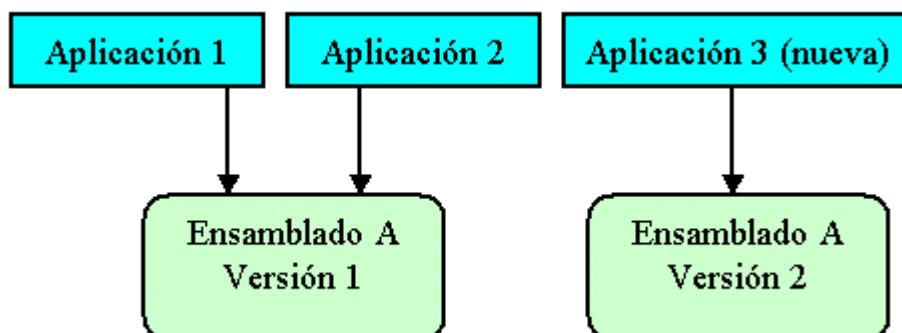 Aplicación 1
Aplicación 2
Aplicación 3 (nueva)
Ensamblado A
Versión 1
Ensamblado A
Versión 2